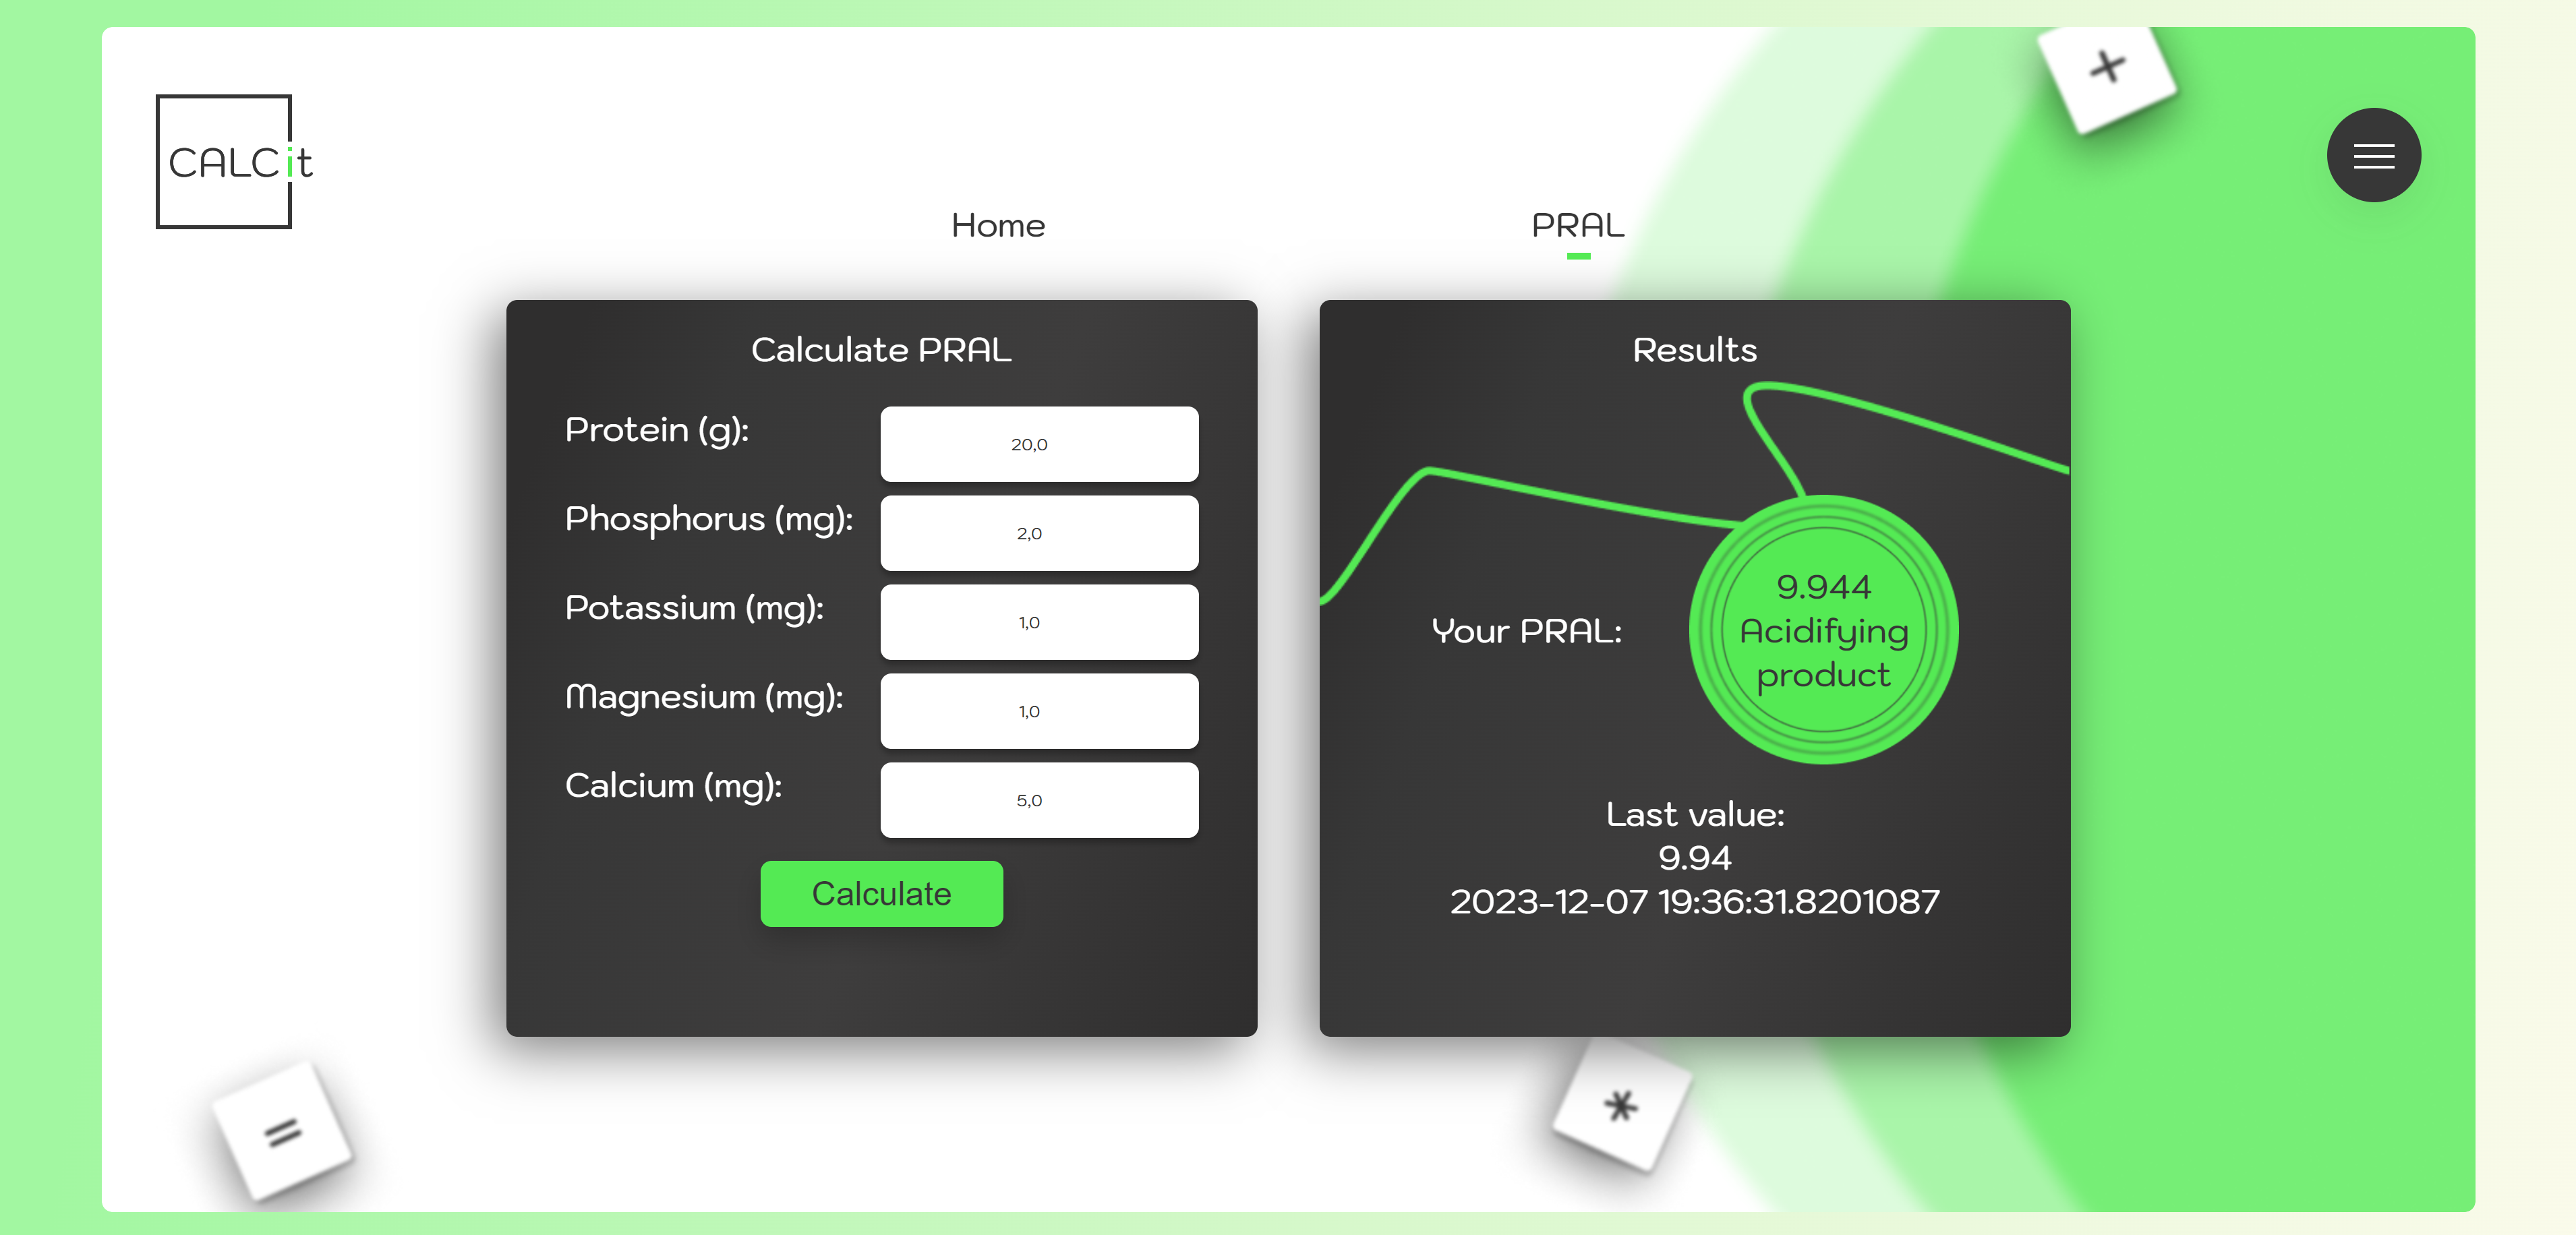 CALCit
Home
PRAL
Calculate PRAL
Protein (g):
20,0
Phosphorus (mg):
2,0
Potassium (mg):
1,0
Magnesium (mg):
1,0
Calcium (mg):
5,0
Calculate
Results
Your PRAL:
9.944
Acidifying
product
Last value:
9.94
2023-12-07 19:36:31.8201087
+
=
*